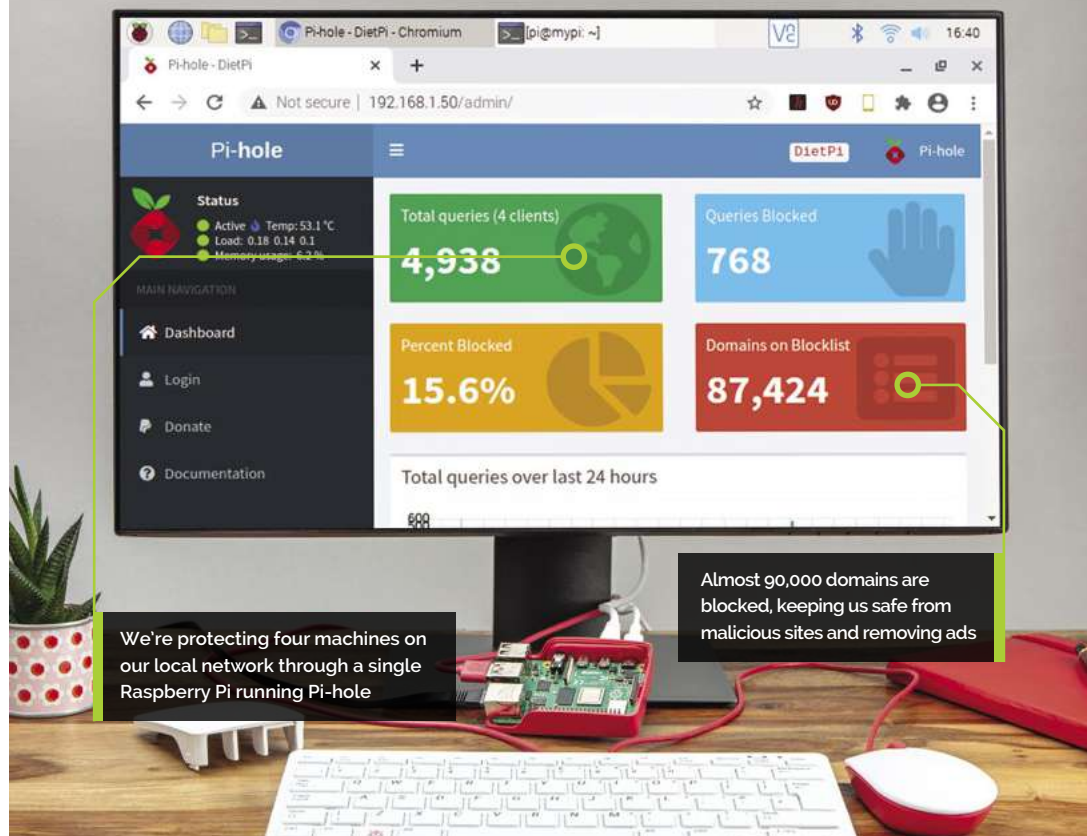 Pi-hole - DietPi - Chromium
[pi@mypi: ~]
16:40
Pi-hole - DietPi
Not secure | 192.168.1.50/admin/
Pi-hole
DietPi
Pi-hole
Status
Active Temp: 53.1 °C
Load: 0.18 0.14 0.1
Memory usage: 6.2 %
MAIN NAVIGATION
Dashboard
Login
Donate
Documentation
Total queries (4 clients)
4,938
Queries Blocked
768
Percent Blocked
15.6%
Domains on Blocklist
87,424
Total queries over last 24 hours
600
We're protecting four machines on
our local network through a single
Raspberry Pi running Pi-hole
Almost 90,000 domains are
blocked, keeping us safe from
malicious sites and removing ads